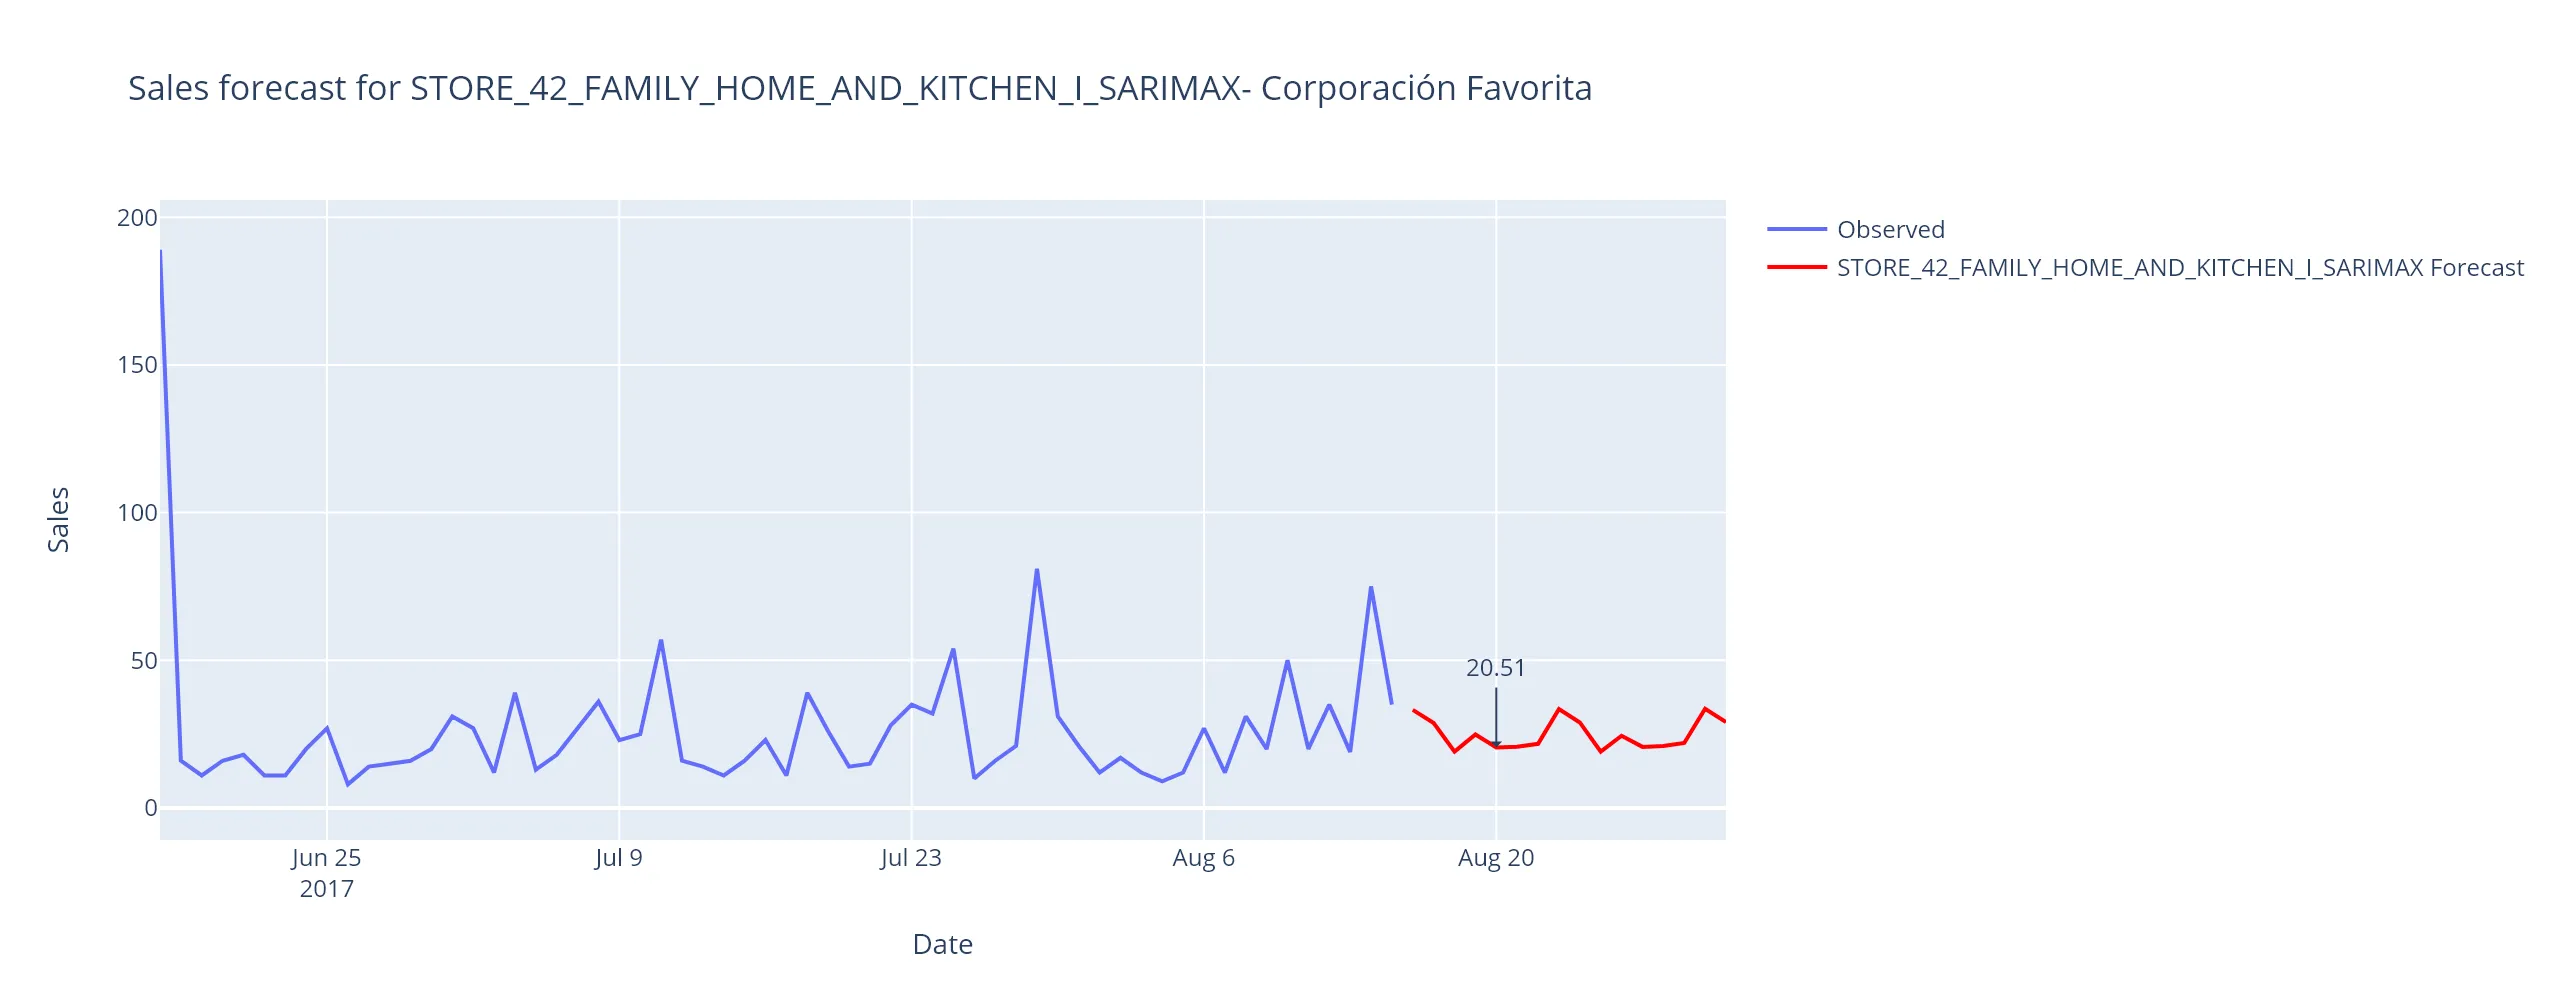 Sales forecast for STORE_42_FAMILY_HOME_AND_KITCHEN_I_SARIMAX- Corporación Favorita
200
150
100
50
0
Sales
20.51
Jun 25
2017
Jul 9
Jul 23
Aug 6
Aug 20
Date
Observed
STORE_42_FAMILY_HOME_AND_KITCHEN_I_SARIMAX Forecast